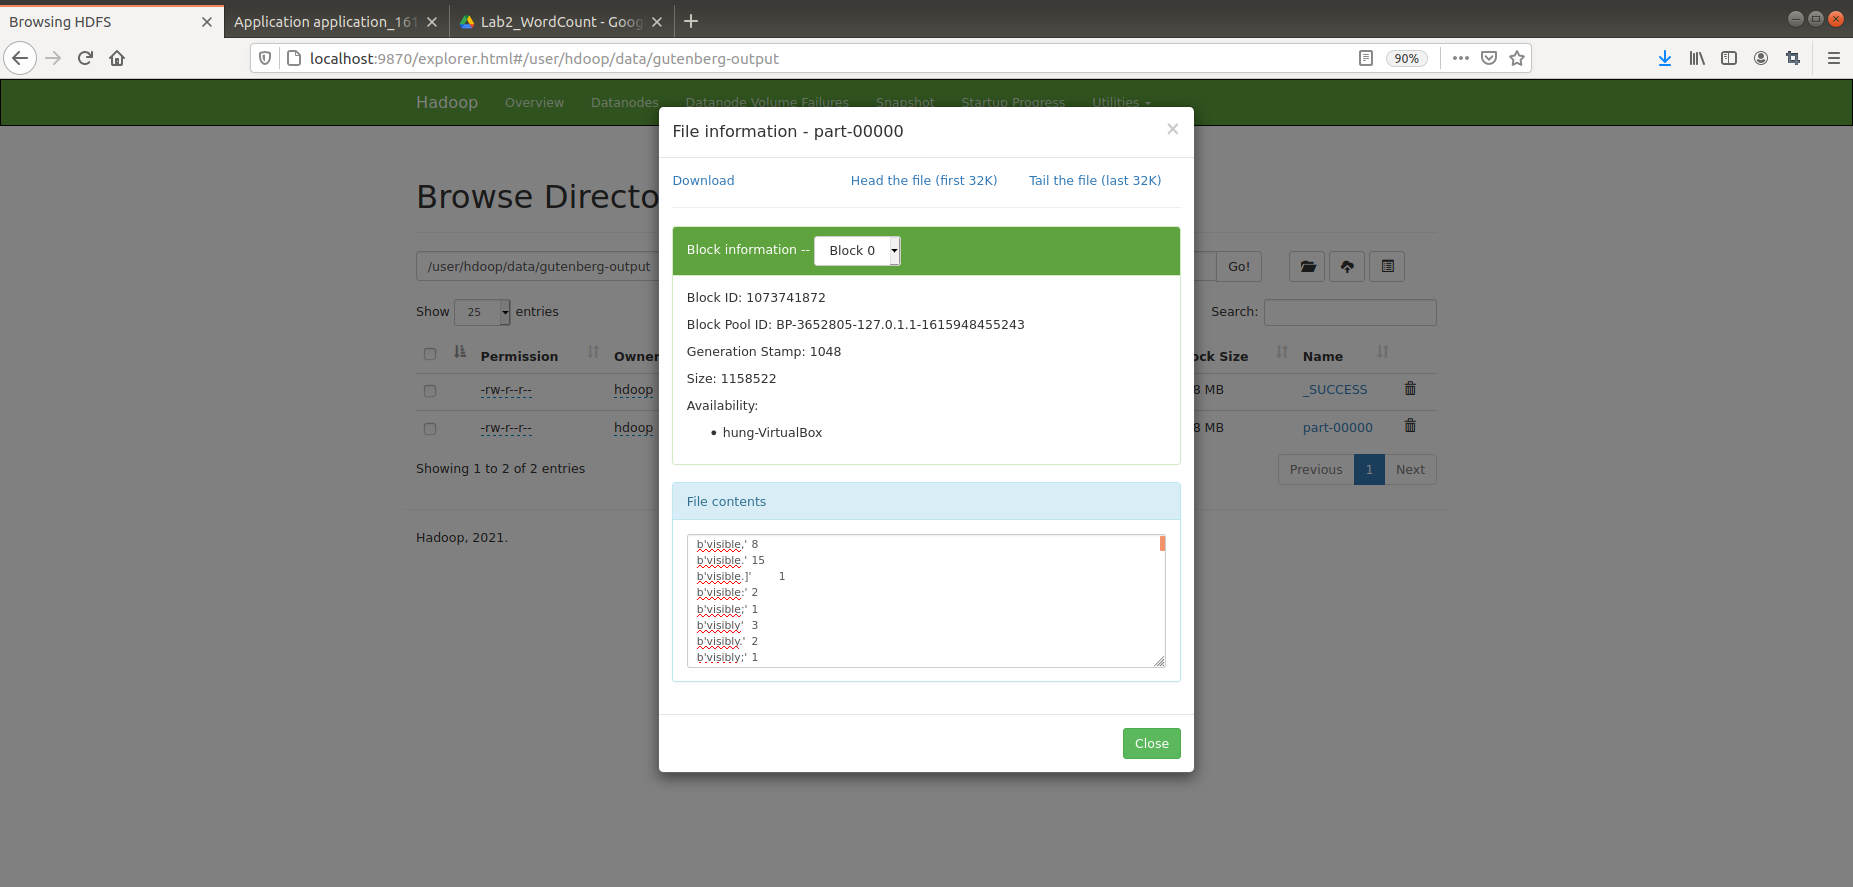 Browsing HDFS
Application application_161
Lab2_WordCount - Goog
localhost:9870/explorer.html#/user/hdoop/data/gutenberg-output
90%
Hadoop Overview Datanodes Datanode Volume Failures Snapshot Startup Progress Utilities
File information - part-00000
×
Download Head the file (first 32K) Tail the file (last 32K)
Browse Directo
Block information -- Block 0
/user/hdoop/data/gutenberg-output
Go!
Block ID: 1073741872
Show 25 entries
Search:
Block Pool ID: BP-3652805-127.0.1.1-1615948455243
Generation Stamp: 1048
Permission Owner
ock Size Name
Size: 1158522
-rw-r--r-- hdoop
8 MB _SUCCESS
Availability:
-rw-r--r-- hdoop
8 MB part-00000
• hung-VirtualBox
Showing 1 to 2 of 2 entries
Previous 1 Next
File contents
Hadoop, 2021.
b'visible,' 8
b'visible.' 15
b'visible.]' 1
b'visible:' 2
b'visible;' 1
b'visibly' 3
b'visibly.' 2
b'visibly;' 1
Close